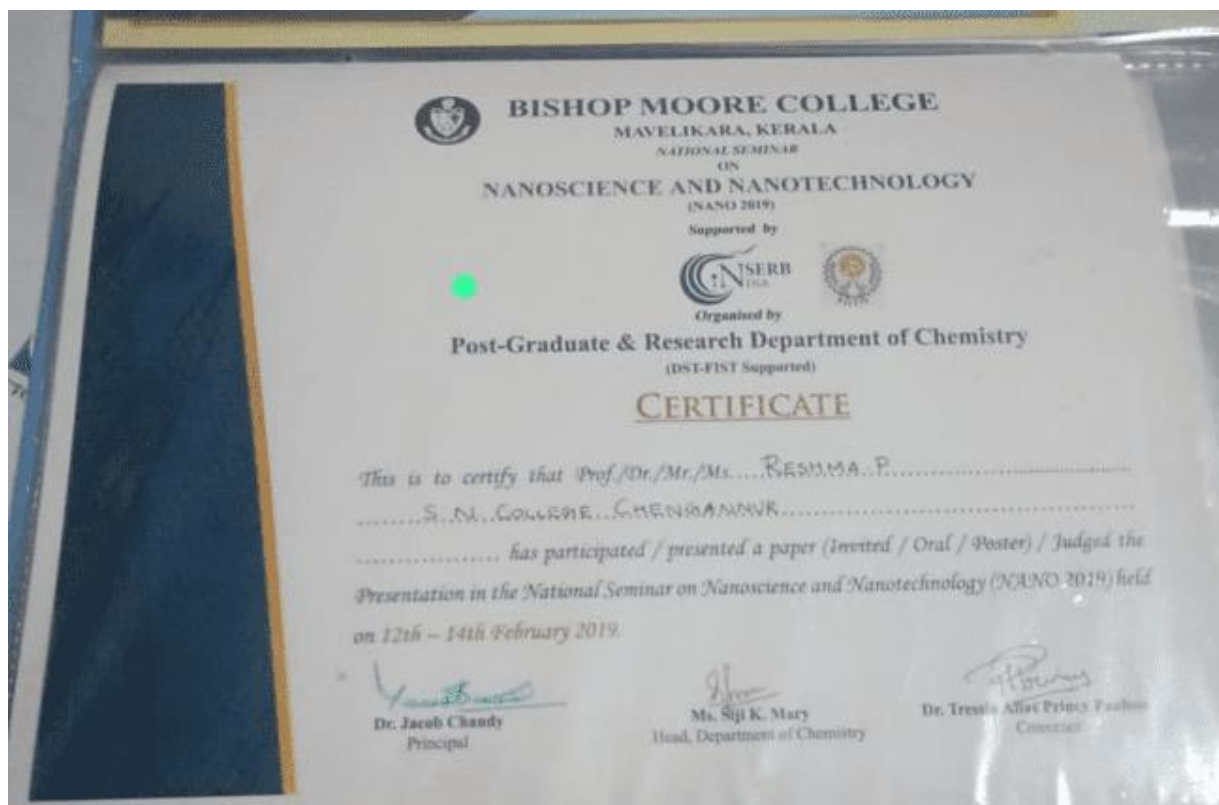 BISHOP MOORE COLLEGE
MAVELIKARA, KERALA
NATIONAL SEMINAR
ON
NANOSCIENCE AND NANOTECHNOLOGY
(NANO 2019)
Supported by
SERB
Organised by
Post-Graduate & Research Department of Chemistry
(DST-FIST Supported)
CERTIFICATE
This is to certify that Prof./Dr./Mr./Ms.....RESHMA P.....
........S.N. COLLEGE CHENGANNUR........
................. has participated / presented a paper (Invited / Oral / Poster) / Judged the
Presentation in the National Seminar on Nanoscience and Nanotechnology (NANO 2019) held
on 12th – 14th February 2019.
Dr. Jacob Chandy Ms. Siji K. Mary Dr. Tressia Alias Princy
Principal Head, Department of Chemistry Convener